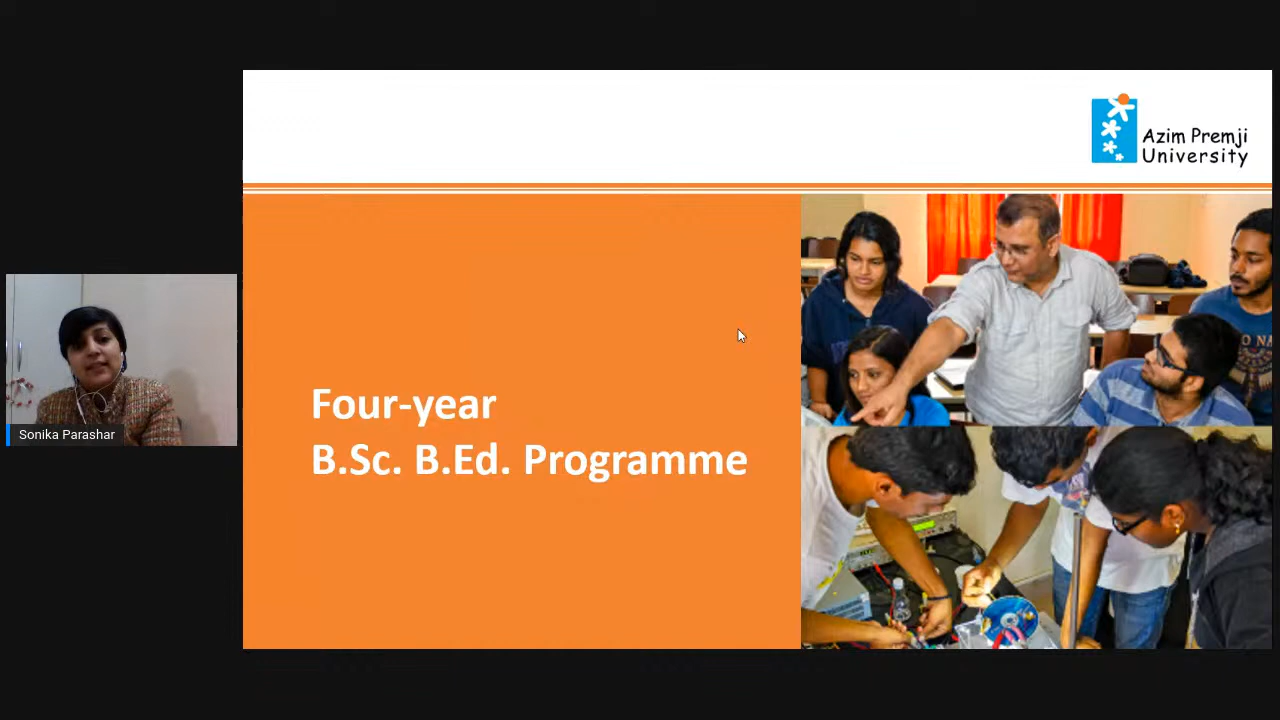 Azim Premji
University
Four-year
B.Sc. B.Ed. Programme
Sonika Parashar